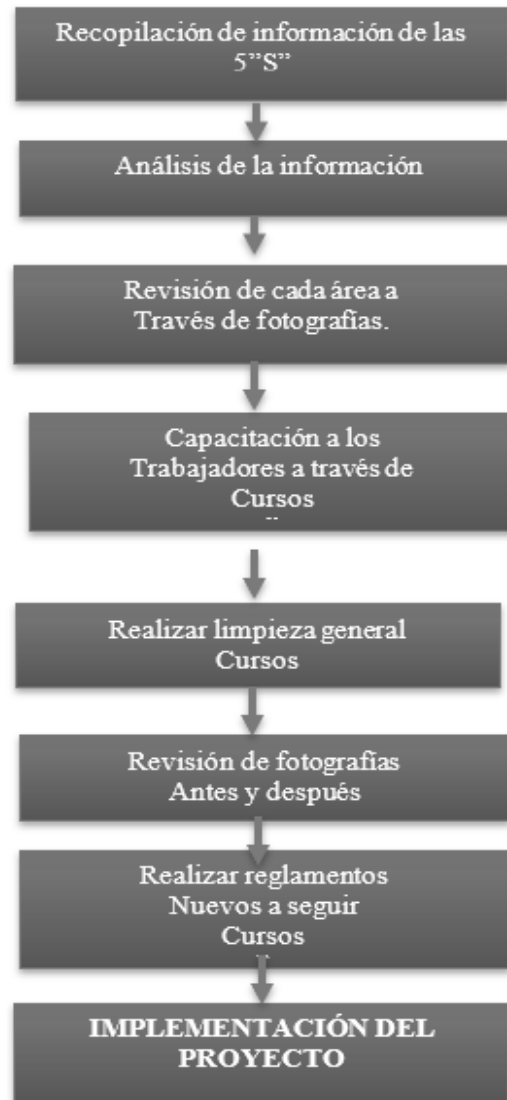 Recopilación de información de las
5”S”
Análisis de la información
Revisión de cada área a
Través de fotografías.
Capacitación a los
Trabajadores a través de
Cursos
Realizar limpieza general
Cursos
Revisión de fotografías
Antes y después
Realizar reglamentos
Nuevos a seguir
Cursos
IMPLEMENTACIÓN DEL
PROYECTO